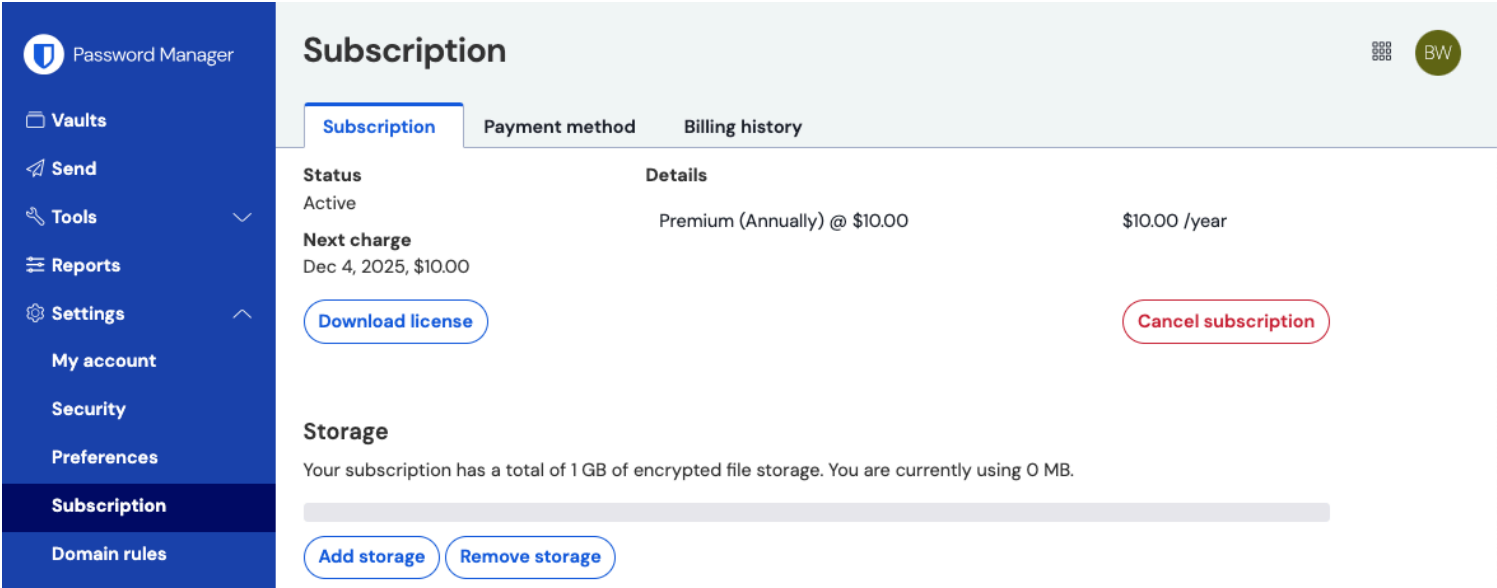 Password Manager
Vaults
Send
Tools
Reports
Settings
My account
Security
Preferences
Subscription
Domain rules
Subscription
BW
Subscription
Payment method
Billing history
Status
Active
Next charge
Dec 4, 2025, $10.00
Details
Premium (Annually) @ $10.00
$10.00 /year
Download license
Cancel subscription
Storage
Your subscription has a total of 1 GB of encrypted file storage. You are currently using 0 MB.
Add storage
Remove storage